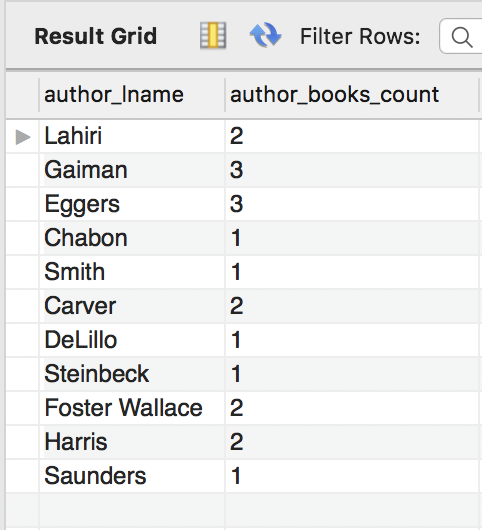 Result Grid Filter Rows:
author_lname author_books_count
Lahiri 2
Gaiman 3
Eggers 3
Chabon 1
Smith 1
Carver 2
DeLillo 1
Steinbeck 1
Foster Wallace 2
Harris 2
Saunders 1